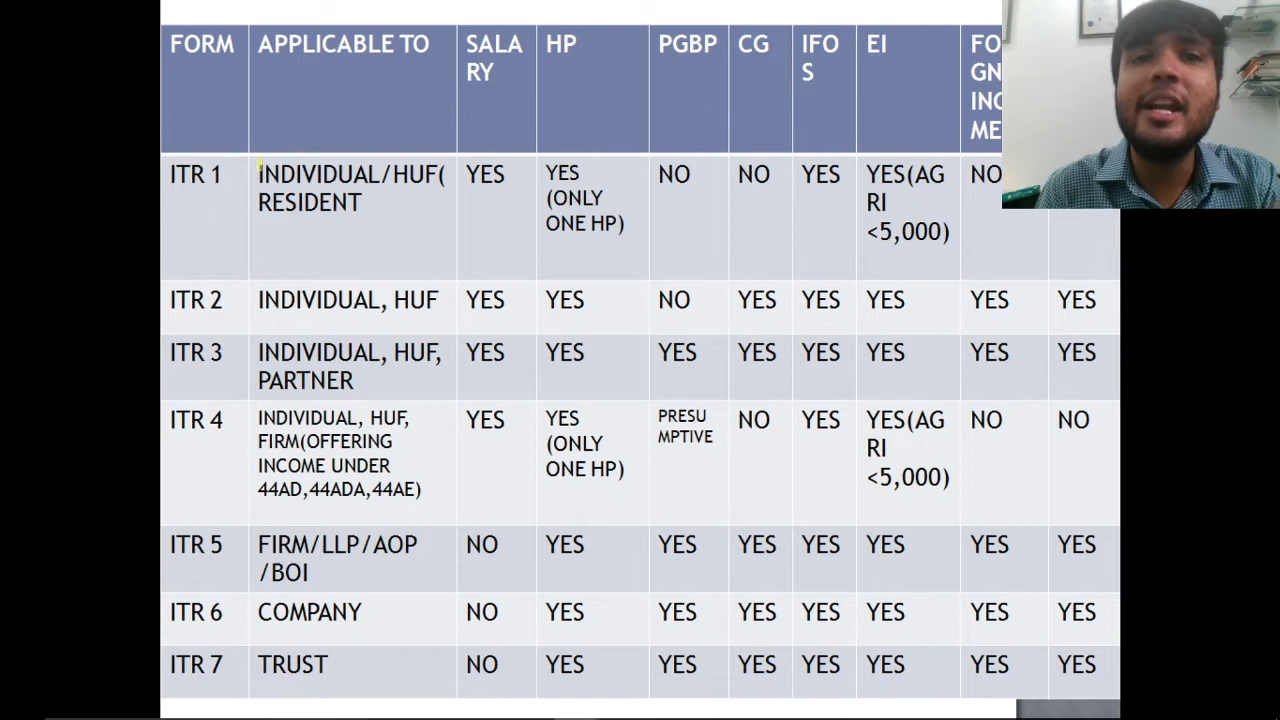 FORM APPLICABLE TO SALA HP PGBP CG IFO EI FO
RY S GN
INC
ME
ITR 1 INDIVIDUAL/HUF( YES YES NO NO YES YES(AG NO
RESIDENT (ONLY RI
ONE HP) <5,000)
ITR 2 INDIVIDUAL, HUF YES YES NO YES YES YES YES YES
ITR 3 INDIVIDUAL, HUF, YES YES YES YES YES YES YES YES
PARTNER
ITR 4 INDIVIDUAL, HUF, YES YES PRESU NO YES YES(AG NO NO
FIRM(OFFERING (ONLY MPTIVE RI
INCOME UNDER ONE HP) <5,000)
44AD,44ADA,44AE)
ITR 5 FIRM/LLP/AOP NO YES YES YES YES YES YES YES
/BOI
ITR 6 COMPANY NO YES YES YES YES YES YES YES
ITR 7 TRUST NO YES YES YES YES YES YES YES